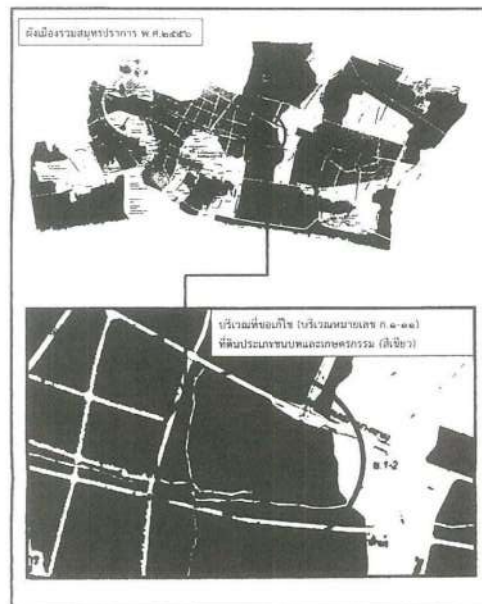 ผังเมืองรวมสมุทรปราการ พ.ศ.๒๕๕๖
บริเวณที่ขอแก้ไข (บริเวณหมายเลข ก.๑-๑๑)
ที่ดินประเภทชนบทและเกษตรกรรม (สีเขียว)
ย.1-2